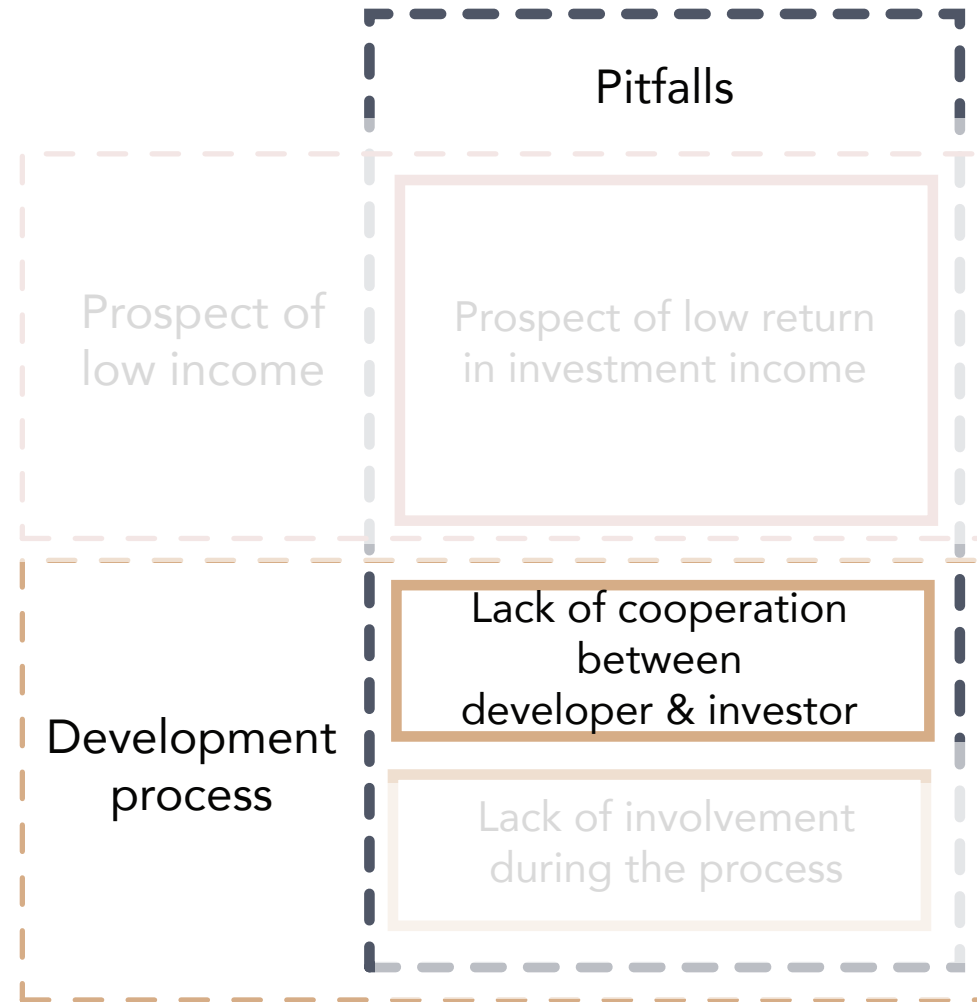 Pitfalls
Prospect of
low income
Prospect of low return
in investment income
Development
process
Lack of cooperation
between
developer & investor
Lack of involvement
during the process